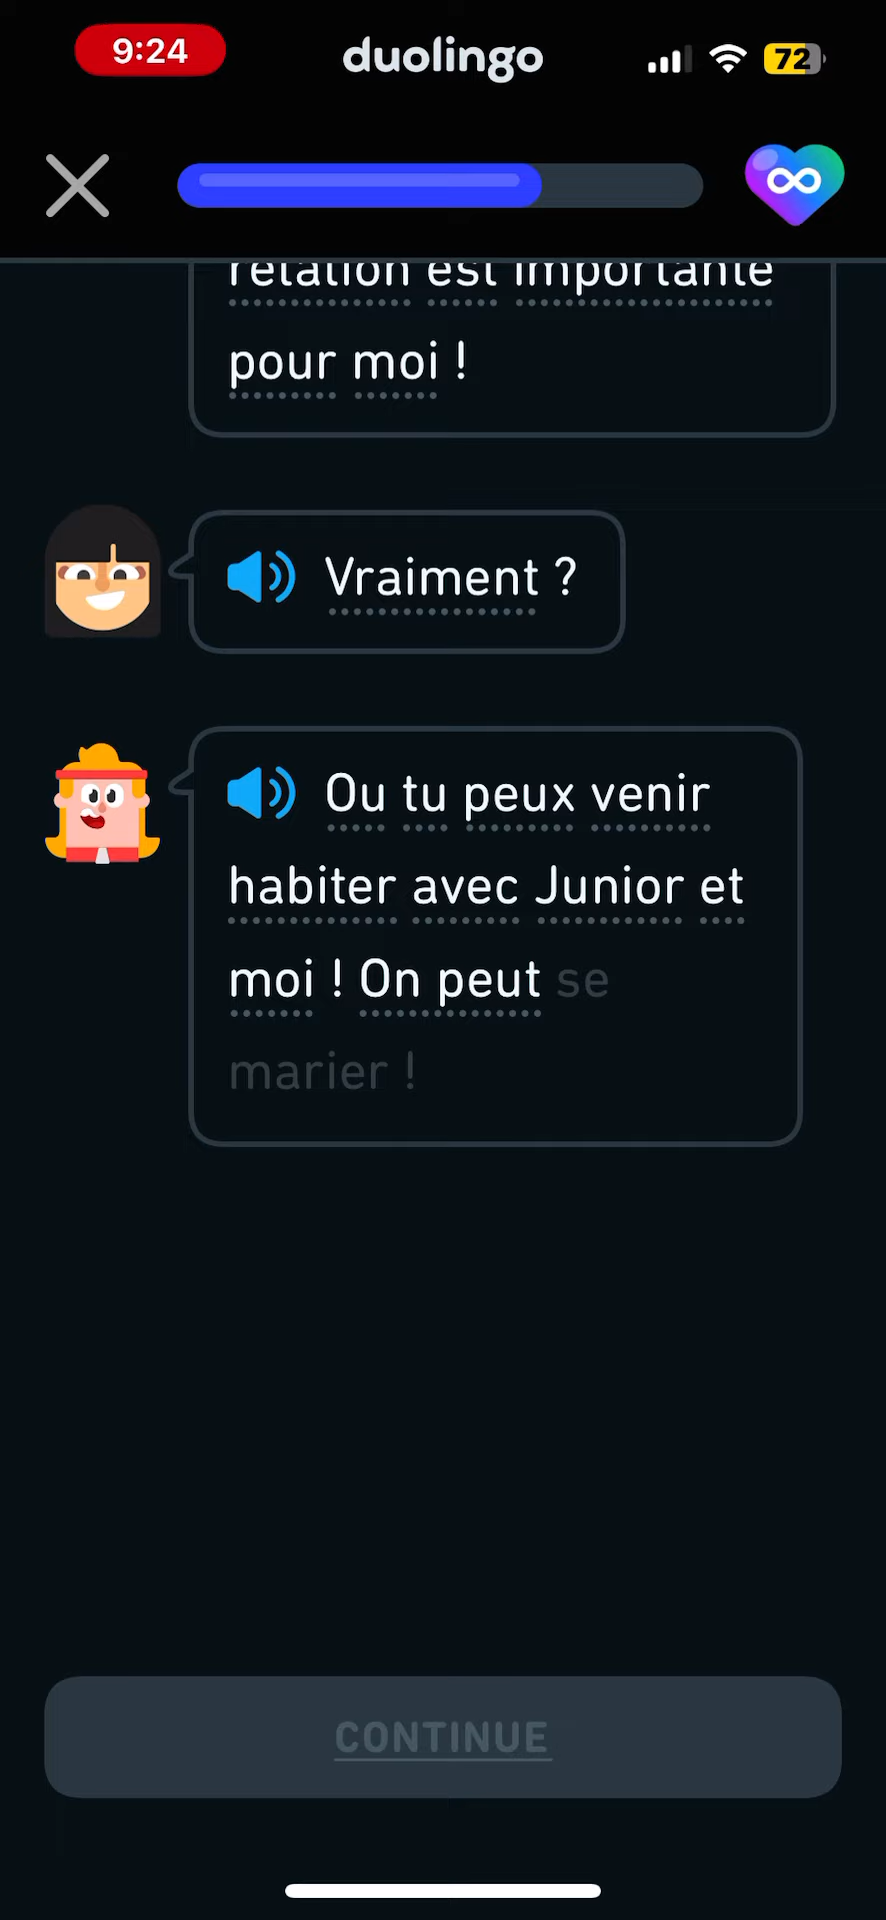 9:24
duolingo
72
relation est importante
pour moi !
Vraiment ?
Ou tu peux venir
habiter avec Junior et
moi ! On peut se
marier !
CONTINUE